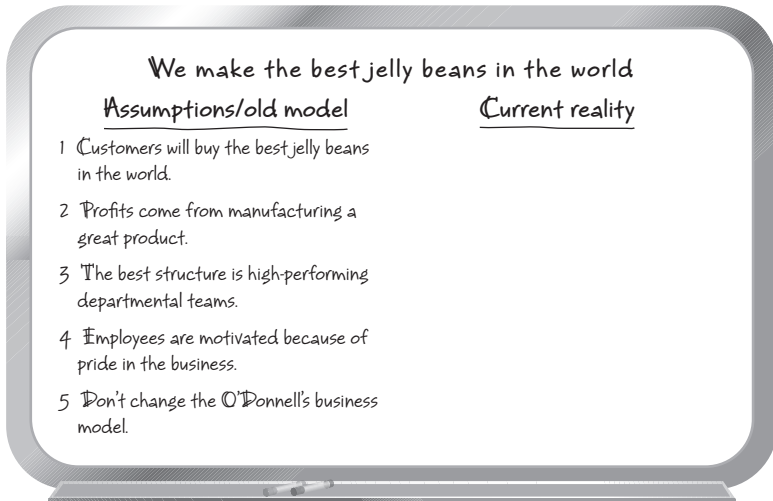 We make the best jelly beans in the world
Assumptions/old model
Current reality
1 Customers will buy the best jelly beans
in the world.
2 Profits come from manufacturing a
great product.
3 The best structure is high-performing
departmental teams.
4 Employees are motivated because of
pride in the business.
5 Don't change the O'Donnell's business
model.